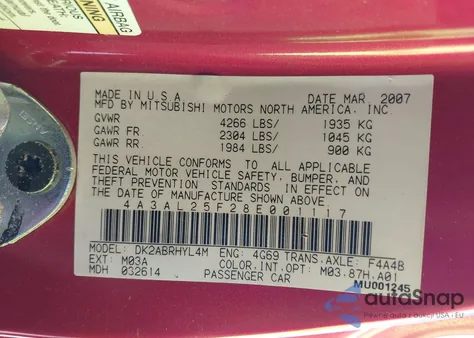 AIRBAG
WARNING
MADE IN U.S.A DATE MAR 2007
MFD BY MITSUBISHI MOTORS NORTH AMERICA, INC
GVWR 4266 LBS/ 1935 KG
GAWR FR. 2304 LBS/ 1045 KG
GAWR RR. 1984 LBS/ 900 KG
THIS VEHICLE CONFORMS TO ALL APPLICABLE
FEDERAL MOTOR VEHICLE SAFETY, BUMPER, AND
THEFT PREVENTION STANDARDS IN EFFECT ON
THE DATE OF MANUFACTURE SHOWN ABOVE
4A3AL25F28E001117
MODEL: DK2ABRHYL4M ENG: 4G69 TRANS.AXLE: F4A4B
EXT: M03A COLOR.INT.OPT: M03.87H.A01
MDH 032614 PASSENGER CAR
MU001245
autoSnap